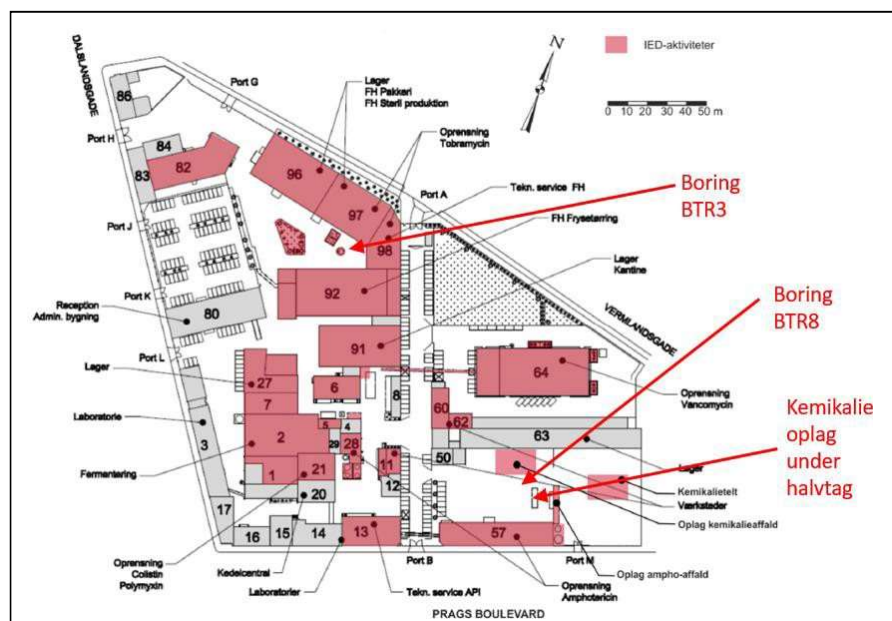 DALSLANDSGADE
86
Port G
Lager
FH Pakkeri
FH Steril produktion
N
IED-aktiviteter
0 10 20 30 40 50 m
Oprensning
Tobramycin
Port H
84
83
82
96
97
98
Port A
Tekn. service FH
Boring
BTR3
FH Frysetørring
Port J
Lager
Kantine
92
Port K
Reception
Admin. bygning
80
VERMLANDSGADE
Boring
BTR8
91
Port L
64
Lager
27
6
8
Oprensning
Vancomycin
7
60
62
63
Laboratorie
3
2
5
4
29
28
Kemikalie
oplag
under
halvtag
50
Lager
Fermentering
1
21
11
12
Kemikalietelt
Værksteder
20
Oplag kemikalieaffald
17
16
15
14
13
57
Port B
Port M
Oprensning
Colistin
Polymyxin
Kedelcentral
Laboratorier
Tekn. service API
Oplag ampho-affald
Oprensning
Amphotericin
PRAGS BOULEVARD